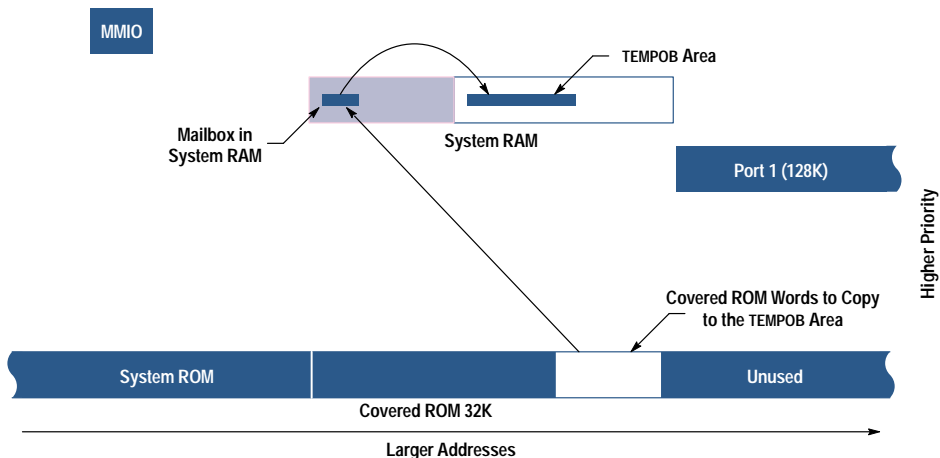 MMIO
TEMPOB Area
Mailbox in
System RAM
System RAM
Port 1 (128K)
Higher Priority
Covered ROM Words to Copy
to the TEMPOB Area
System ROM
Unused
Covered ROM 32K
Larger Addresses